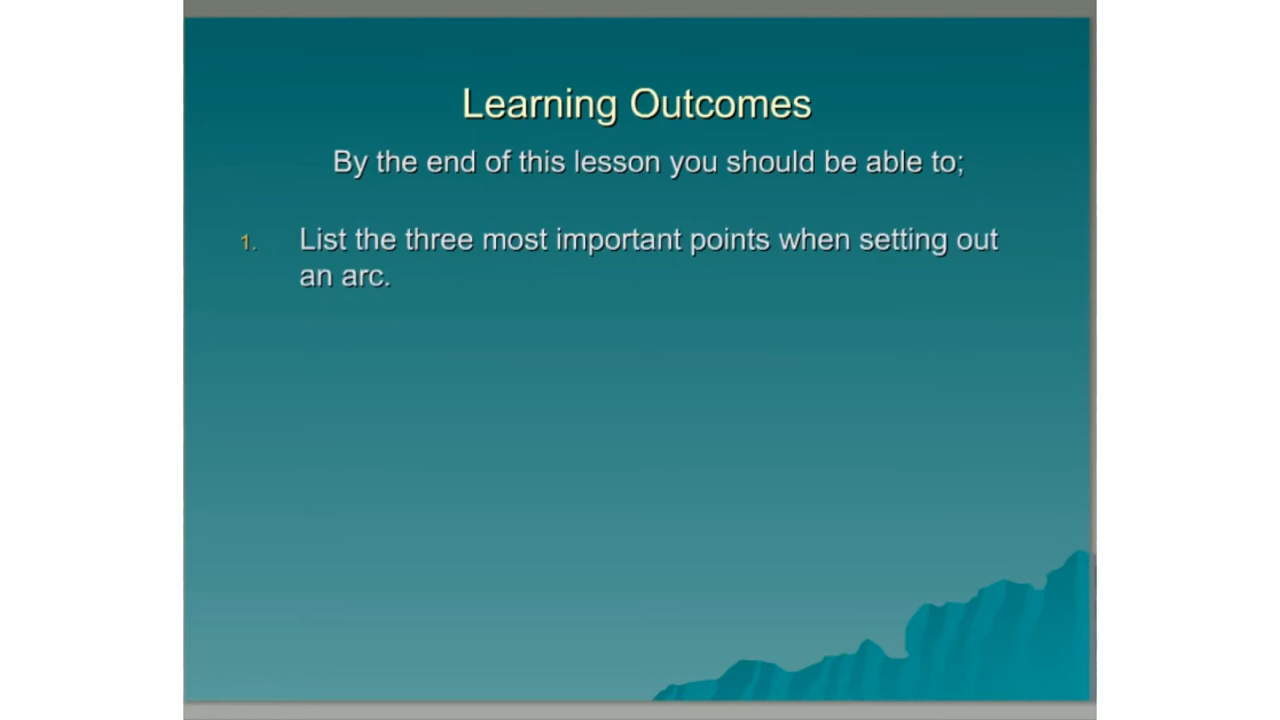 Learning Outcomes
By the end of this lesson you should be able to;
1. List the three most important points when setting out
an arc.